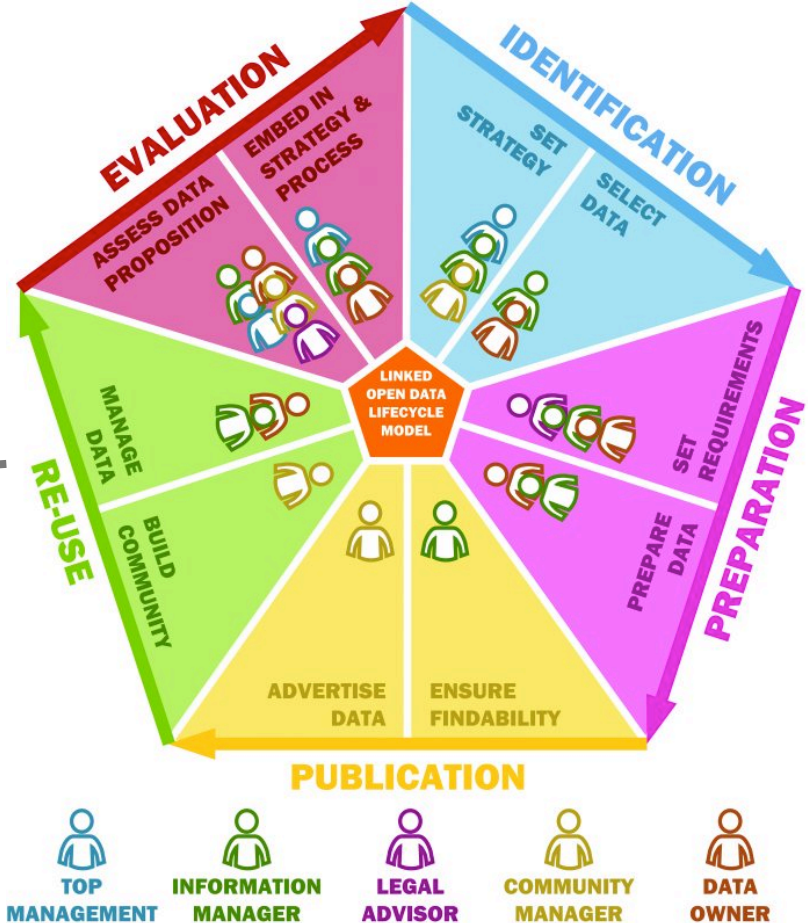 EVALUATION
IDENTIFICATION
EMBED IN
STRATEGY &
PROCESS
ASSESS DATA
PROPOSITION
SET
STRATEGY
SELECT
DATA
LINKED
OPEN DATA
LIFECYCLE
MODEL
SET
REQUIREMENTS
PREPARE
DATA
PREPARATION
MANAGE
DATA
BUILD
COMMUNITY
RE-USE
ADVERTISE
DATA
ENSURE
FINDABILITY
PUBLICATION
TOP
MANAGEMENT
INFORMATION
MANAGER
LEGAL
ADVISOR
COMMUNITY
MANAGER
DATA
OWNER